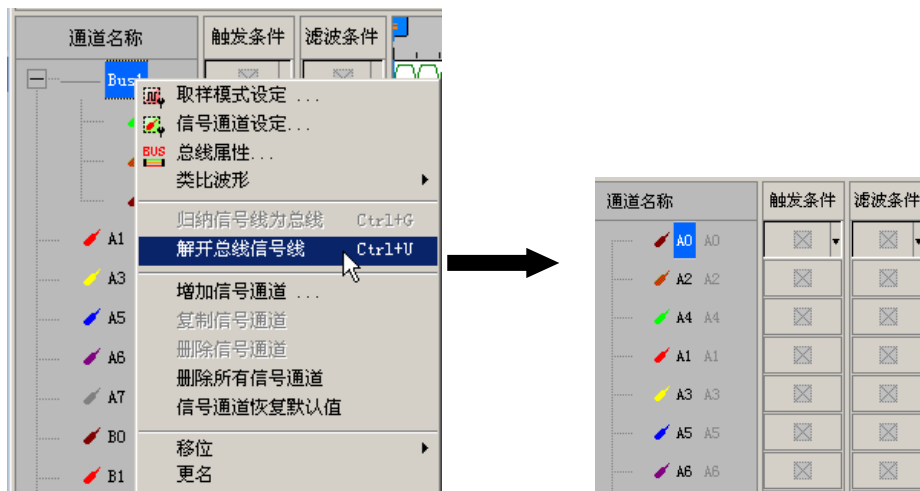 通道名称 触发条件 滤波条件
Bus1
取样模式设定 ...
信号通道设定...
BUS 总线属性...
类比波形
归纳信号线为总线 Ctrl+G
解开总线信号线 Ctrl+U
增加信号通道 ...
复制信号通道
删除信号通道
删除所有信号通道
信号通道恢复默认值
移位
更名
A1
A3
A5
A6
A7
B0
B1
通道名称 触发条件 滤波条件
A0 A0
A2 A2
A4 A4
A1 A1
A3 A3
A5 A5
A6 A6